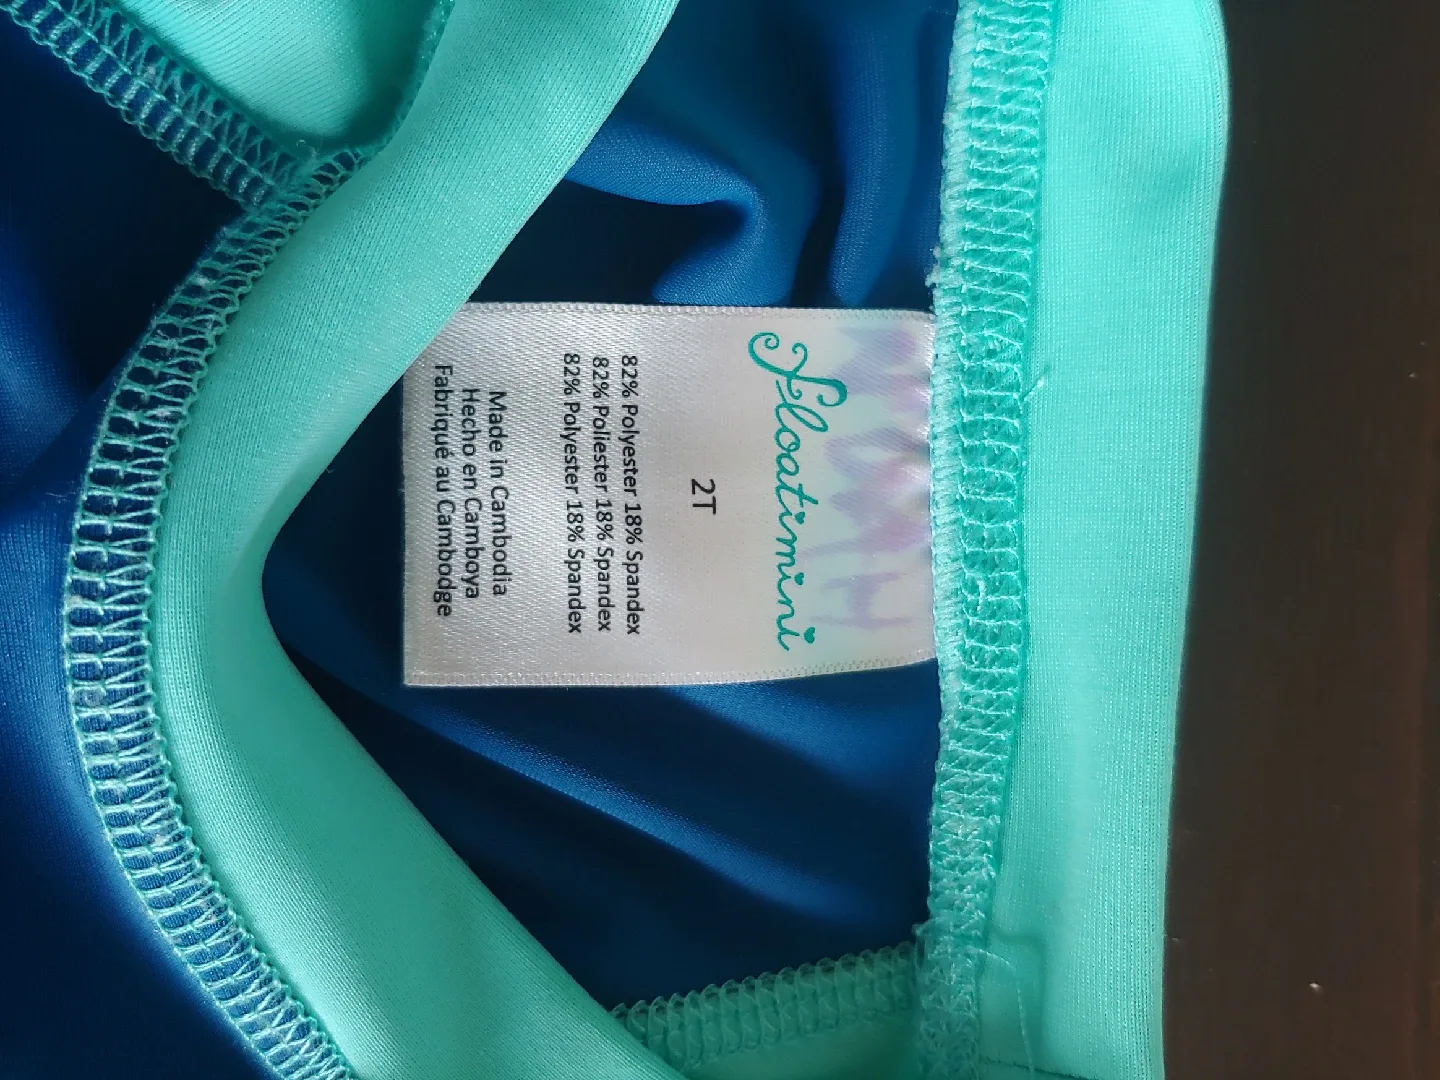 Floatimini
2T
82% Polyester 18% Spandex
82% Poliester 18% Spandex
82% Polyester 18% Spandex
Made in Cambodia
Hecho en Camboya
Fabriqué au Cambodge